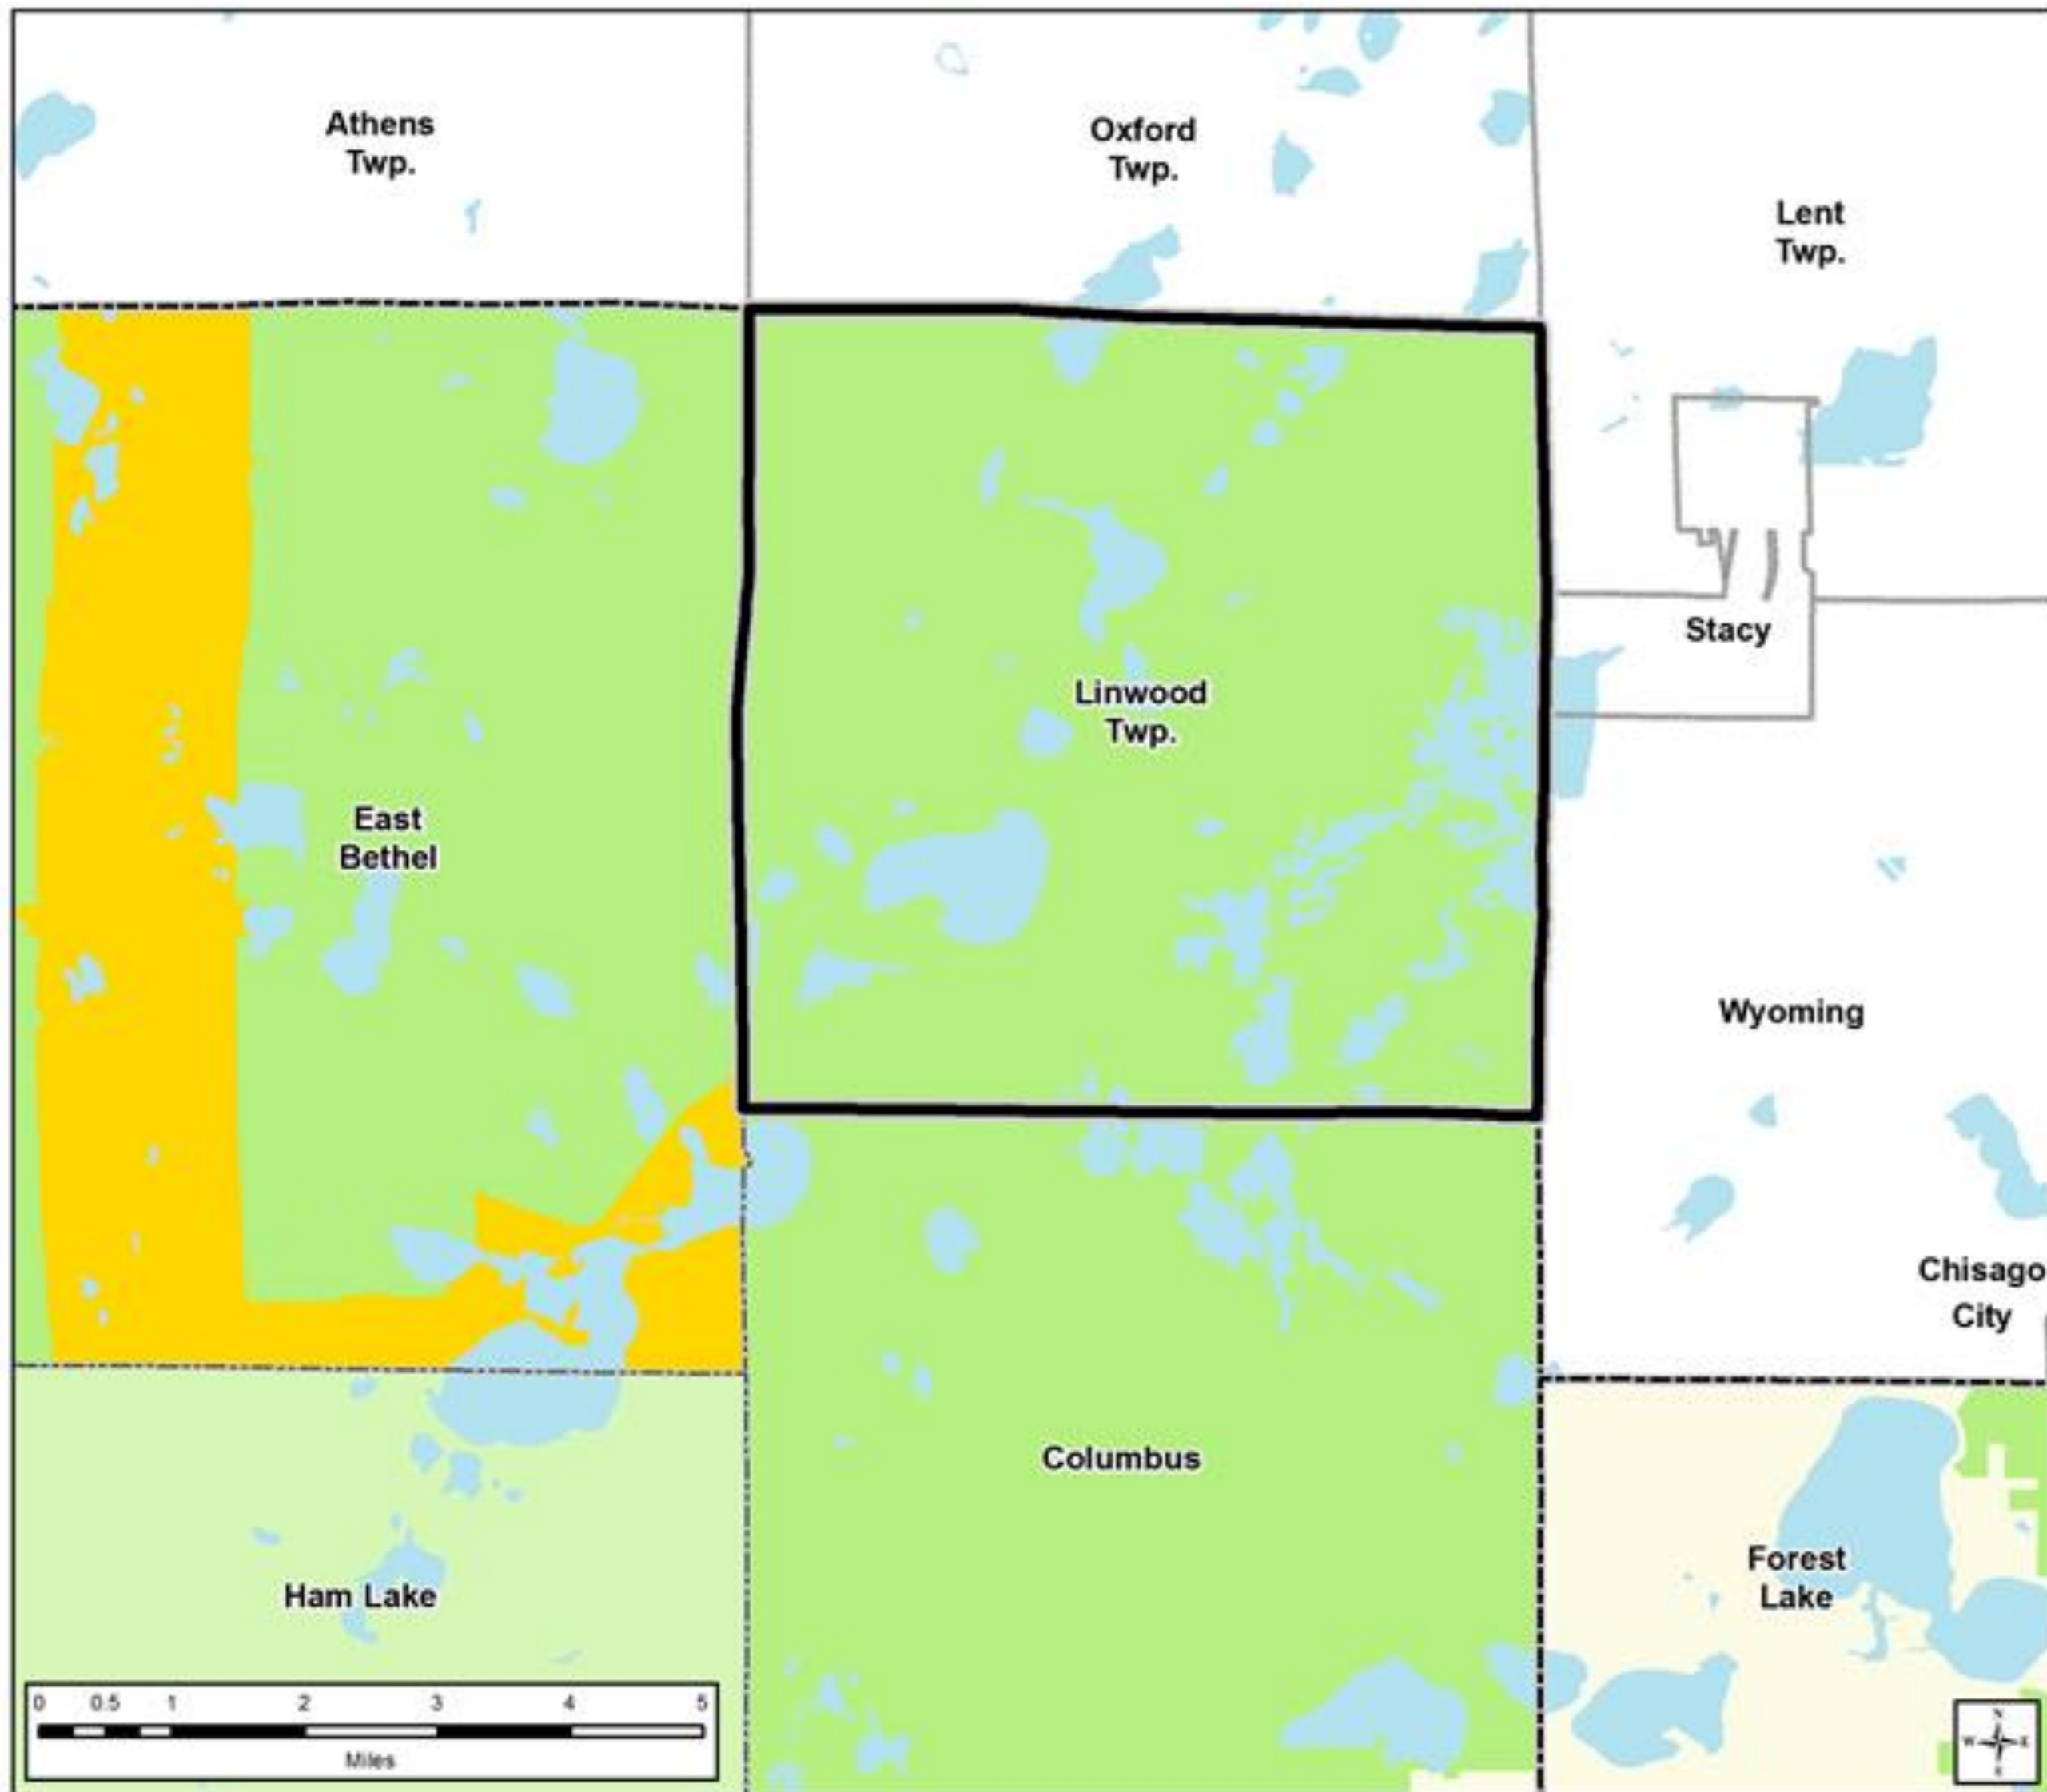 Athens
Twp.
Oxford
Twp.
Lent
Twp.
Stacy
Linwood
Twp.
East
Bethel
Wyoming
Chisago
City
Columbus
Forest
Lake
Ham Lake
0 0.5 1 2 3 4 5
Miles
N
W E
S